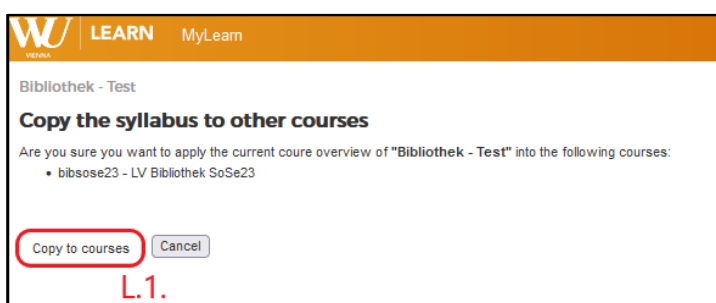 WU LEARN MyLearn
VIENNA
Bibliothek - Test
Copy the syllabus to other courses
Are you sure you want to apply the current coure overview of "Bibliothek - Test" into the following courses:
• bibsose23 - LV Bibliothek SoSe23
Copy to courses Cancel
L.1.